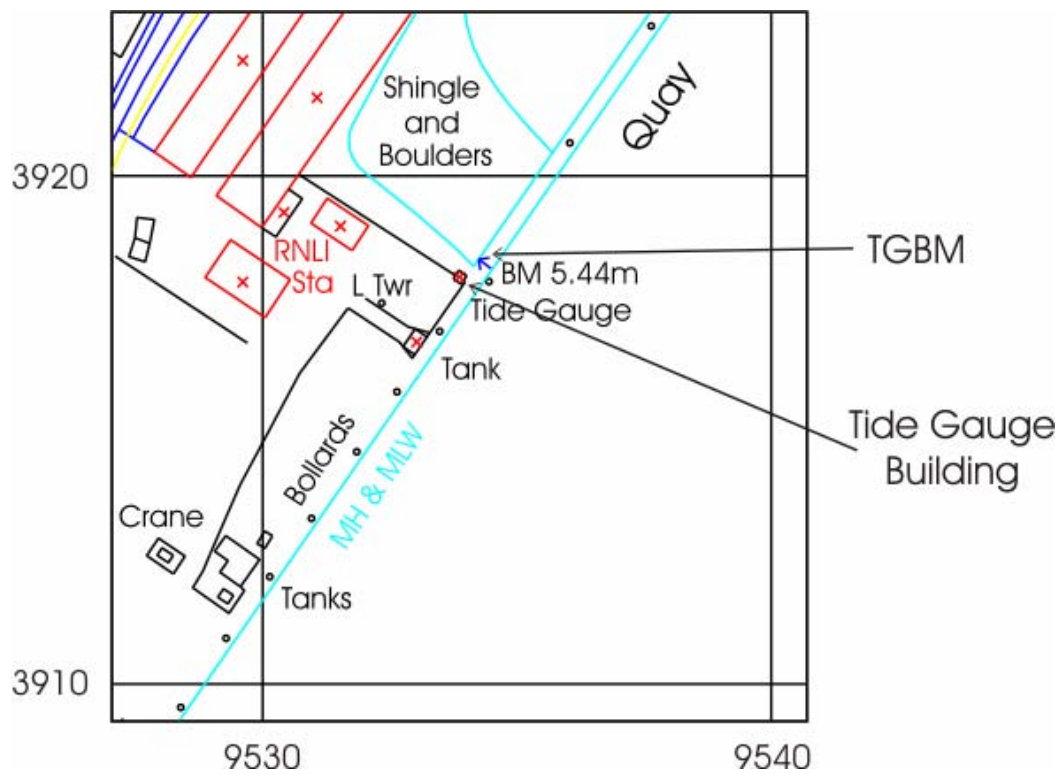 Shingle
and
Boulders
Quay
3920
RNLI
Sta
L Twr
BM 5.44m
TGBM
Tide Gauge
Tank
Tide Gauge
Building
Bollards
MH & MLW
Crane
Tanks
3910
9530
9540